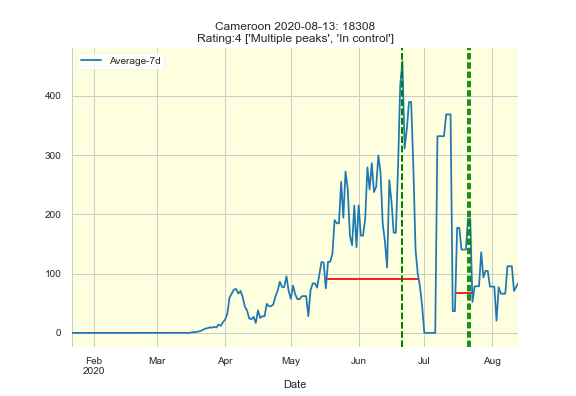 Cameroon 2020-08-13: 18308
Rating:4 ['Multiple peaks', 'In control']
Average-7d
400
300
200
100
0
Feb Mar Apr May Jun Jul Aug
2020
Date